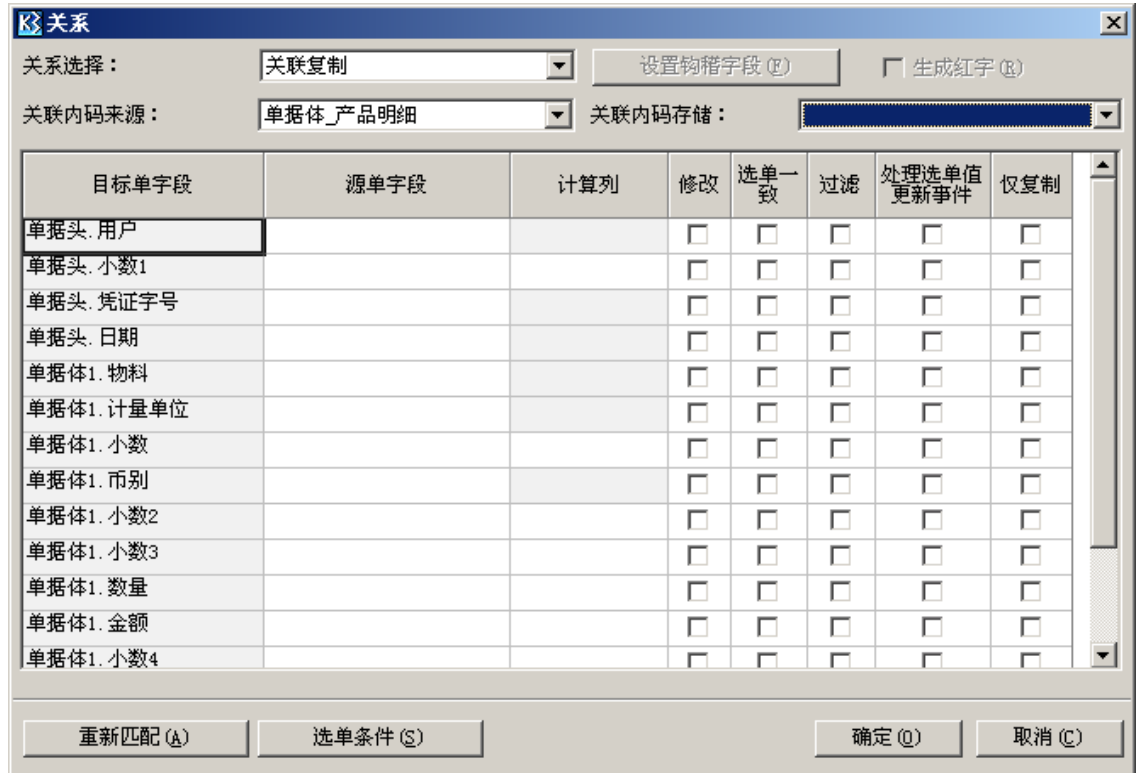 K3 关系
关系选择： 关联复制 设置钩稽字段(F) 生成红字(R)
关联内码来源： 单据体_产品明细 关联内码存储：
目标单字段 源单字段 计算列 修改 选单一致 过滤 处理选单值更新事件 仅复制
单据头.用户
单据头.小数1
单据头.凭证字号
单据头.日期
单据体1.物料
单据体1.计量单位
单据体1.小数
单据体1.币别
单据体1.小数2
单据体1.小数3
单据体1.数量
单据体1.金额
单据体1.小数4
重新匹配(A) 选单条件(S) 确定(O) 取消(C)